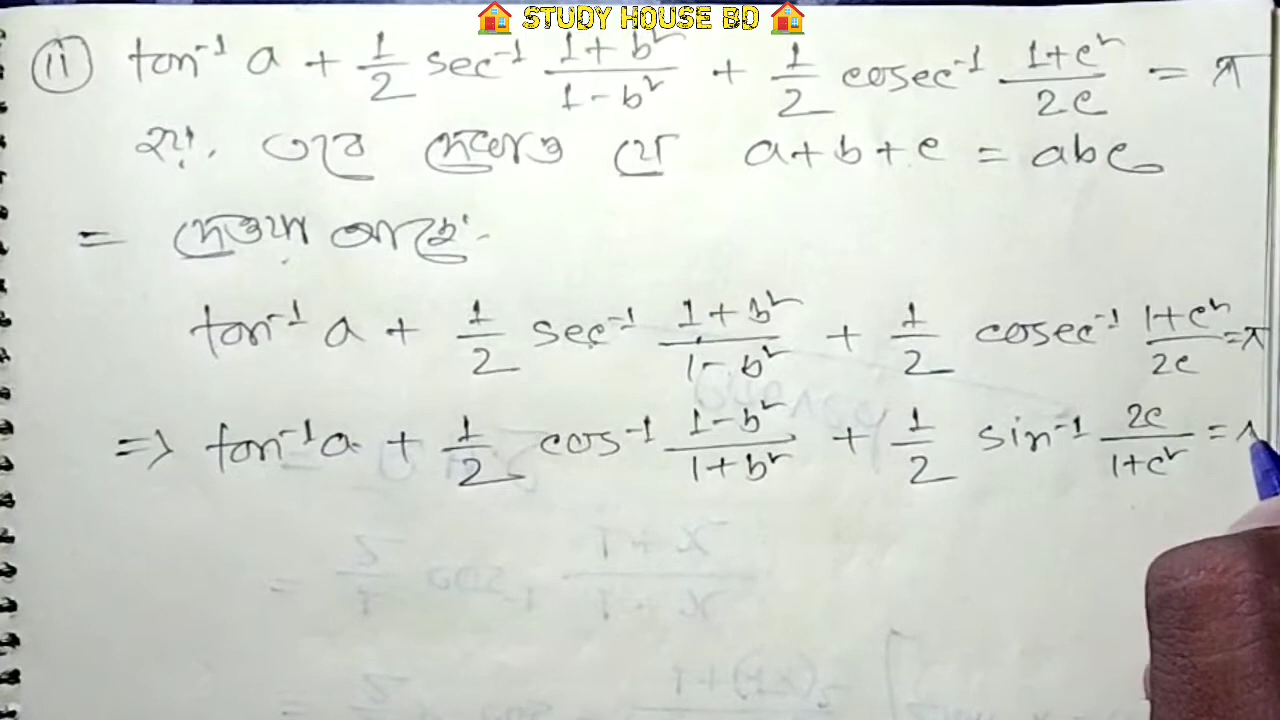 🏠 STUDY HOUSE BD 🏠
(ii) tan⁻¹ a + 1/2 sec⁻¹ (1+b²)/(1-b²) + 1/2 cosec⁻¹ (1+c²)/2c = π
হয়. তবে দেখাও যে a+b+c = abc
= দেওয়া আছে.
tan⁻¹ a + 1/2 sec⁻¹ (1+b²)/(1-b²) + 1/2 cosec⁻¹ (1+c²)/2c = π
=> tan⁻¹ a + 1/2 cos⁻¹ (1-b²)/(1+b²) + 1/2 sin⁻¹ 2c/(1+c²) = π